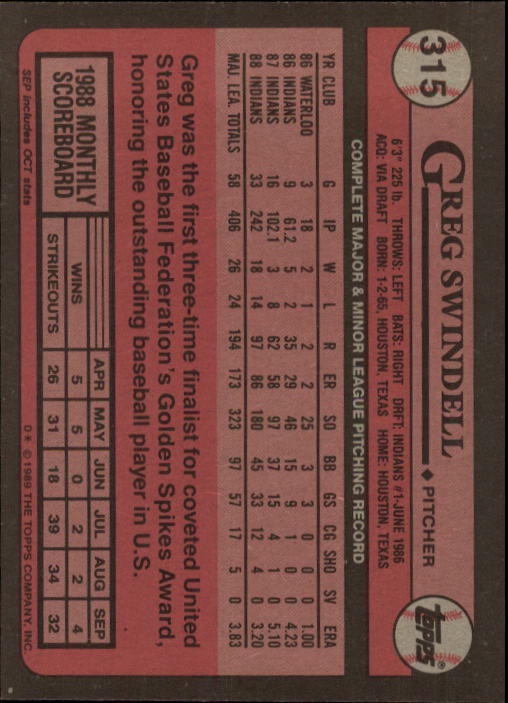 315
GREG SWINDELL ♦ PITCHER
TOPPS®
6'3" 225 lb. THROWS: LEFT BATS: RIGHT DRFT: INDIANS #1-JUNE 1986
ACQ: VIA DRAFT BORN: 1-2-65, HOUSTON, TEXAS HOME: HOUSTON, TEXAS
COMPLETE MAJOR & MINOR LEAGUE PITCHING RECORD
YR CLUB G IP W L R ER SO BB GS CG SHO SV ERA
86 WATERLOO 3 18 2 1 2 2 25 3 3 0 0 0 1.00
86 INDIANS 9 61.2 5 2 35 29 46 15 9 1 0 0 4.23
87 INDIANS 16 102.1 3 8 62 58 97 37 15 4 1 0 5.10
88 INDIANS 33 242 18 14 97 86 180 45 33 12 4 0 3.20
MAJ. LEA. TOTALS 58 406 26 24 194 173 323 97 57 17 5 0 3.83
Greg was the first three-time finalist for coveted United
States Baseball Federation's Golden Spikes Award,
honoring the outstanding baseball player in U.S.
1988 MONTHLY
SCOREBOARD
APR MAY JUN JUL AUG SEP
WINS 5 5 0 2 2 4
STRIKEOUTS 26 31 18 39 34 32
SEP includes OCT stats
D* © 1989 THE TOPPS COMPANY, INC.